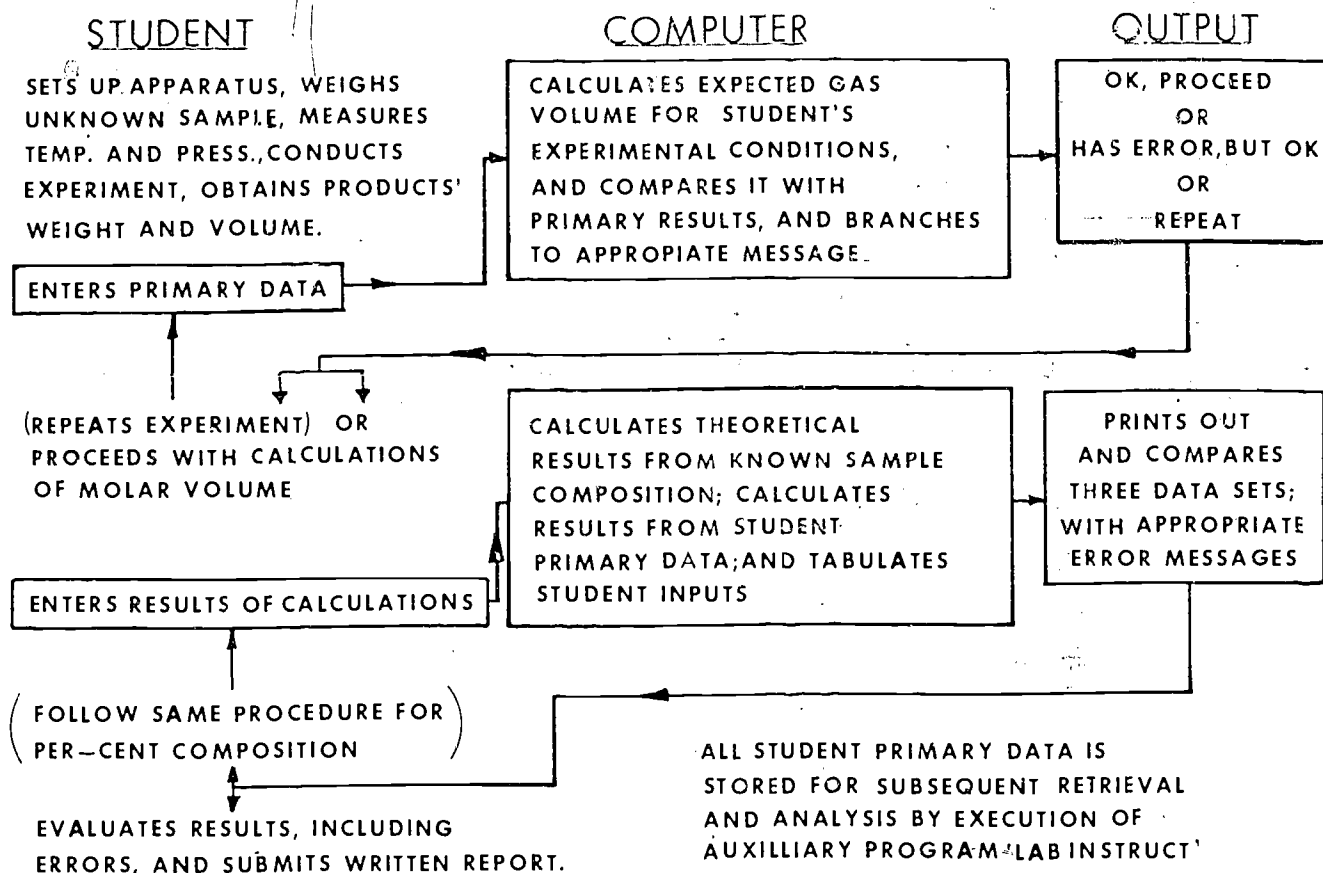 STUDENT
COMPUTER
OUTPUT
SETS UP APPARATUS, WEIGHS
UNKNOWN SAMPLE, MEASURES
TEMP. AND PRESS., CONDUCTS
EXPERIMENT, OBTAINS PRODUCTS'
WEIGHT AND VOLUME.
ENTERS PRIMARY DATA
CALCULATES EXPECTED GAS
VOLUME FOR STUDENT'S
EXPERIMENTAL CONDITIONS,
AND COMPARES IT WITH
PRIMARY RESULTS, AND BRANCHES
TO APPROPIATE MESSAGE.
OK, PROCEED
OR
HAS ERROR, BUT OK
OR
REPEAT
(REPEATS EXPERIMENT) OR
PROCEEDS WITH CALCULATIONS
OF MOLAR VOLUME
ENTERS RESULTS OF CALCULATIONS
CALCULATES THEORETICAL
RESULTS FROM KNOWN SAMPLE
COMPOSITION; CALCULATES
RESULTS FROM STUDENT
PRIMARY DATA; AND TABULATES
STUDENT INPUTS
PRINTS OUT
AND COMPARES
THREE DATA SETS;
WITH APPROPRIATE
ERROR MESSAGES
(FOLLOW SAME PROCEDURE FOR
PER-CENT COMPOSITION)
EVALUATES RESULTS, INCLUDING
ERRORS, AND SUBMITS WRITTEN REPORT.
ALL STUDENT PRIMARY DATA IS
STORED FOR SUBSEQUENT RETRIEVAL
AND ANALYSIS BY EXECUTION OF
AUXILLIARY PROGRAM 'LAB INSTRUCT'